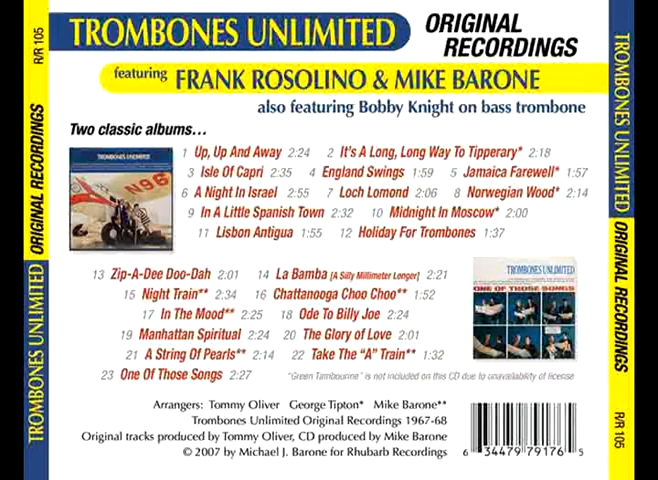 TROMBONES UNLIMITED
ORIGINAL
RECORDINGS
featuring FRANK ROSOLINO & MIKE BARONE
also featuring Bobby Knight on bass trombone
Two classic albums...
1 Up, Up And Away 2:24 2 It's A Long, Long Way To Tipperary* 2:18
3 Isle Of Capri 2:35 4 England Swings 1:59 5 Jamaica Farewell* 1:57
6 A Night In Israel 2:55 7 Loch Lomond 2:06 8 Norwegian Wood* 2:14
9 In A Little Spanish Town 2:32 10 Midnight In Moscow* 2:00
11 Lisbon Antigua 1:55 12 Holiday For Trombones 1:37
TROMBONES UNLIMITED
N96
13 Zip-A-Dee Doo-Dah 2:01 14 La Bamba [A Silly Millimeter Longer] 2:21
15 Night Train** 2:34 16 Chattanooga Choo Choo** 1:52
17 In The Mood** 2:25 18 Ode To Billy Joe 2:24
19 Manhattan Spiritual 2:24 20 The Glory of Love 2:01
21 A String Of Pearls** 2:14 22 Take The "A" Train** 1:32
23 One Of Those Songs 2:27
TROMBONES UNLIMITED
ONE OF THOSE SONGS
"Green Tambourine" is not included on this CD due to unavailability of license
Arrangers: Tommy Oliver George Tipton* Mike Barone**
Trombones Unlimited Original Recordings 1967-68
Original tracks produced by Tommy Oliver, CD produced by Mike Barone
© 2007 by Michael J. Barone for Rhubarb Recordings
6 34479 79176 5
R/R 105
ORIGINAL RECORDINGS
TROMBONES UNLIMITED
TROMBONES UNLIMITED
ORIGINAL RECORDINGS
R/R 105